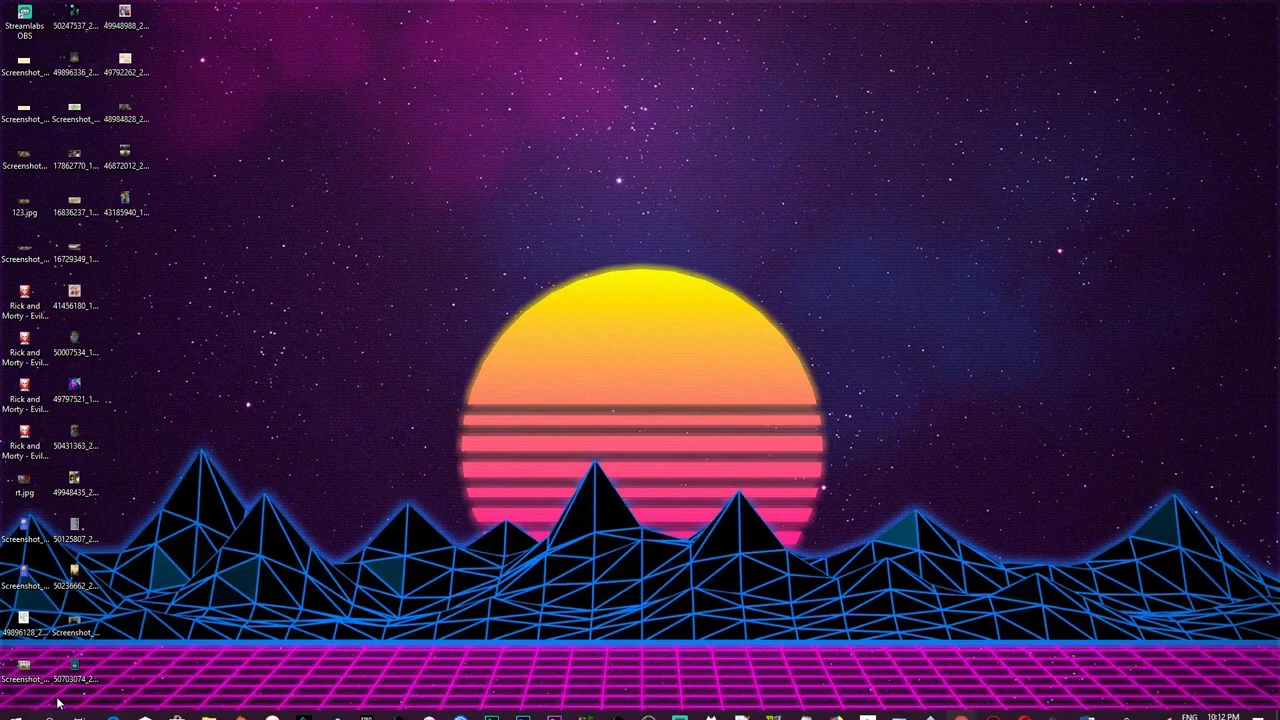 Streamlabs
OBS
50247537_2...
49948988_2...
Screenshot_...
49896336_2...
49792262_2...
Screenshot_...
Screenshot_...
48984828_2...
Screenshot...
17862770_1...
46872012_2...
123.jpg
16836237_1...
43185940_1...
Screenshot_...
16729349_1...
Rick and
Morty - Evil...
41456180_1...
Rick and
Morty - Evil...
50007534_1...
Rick and
Morty - Evil...
49797521_1...
Rick and
Morty - Evil...
50431363_2...
rt.jpg
49948435_2...
Screenshot_...
50125807_2...
Screenshot_...
50236662_2...
49896128_2...
Screenshot_...
Screenshot_...
50703074_2...
ENG
10:12 PM